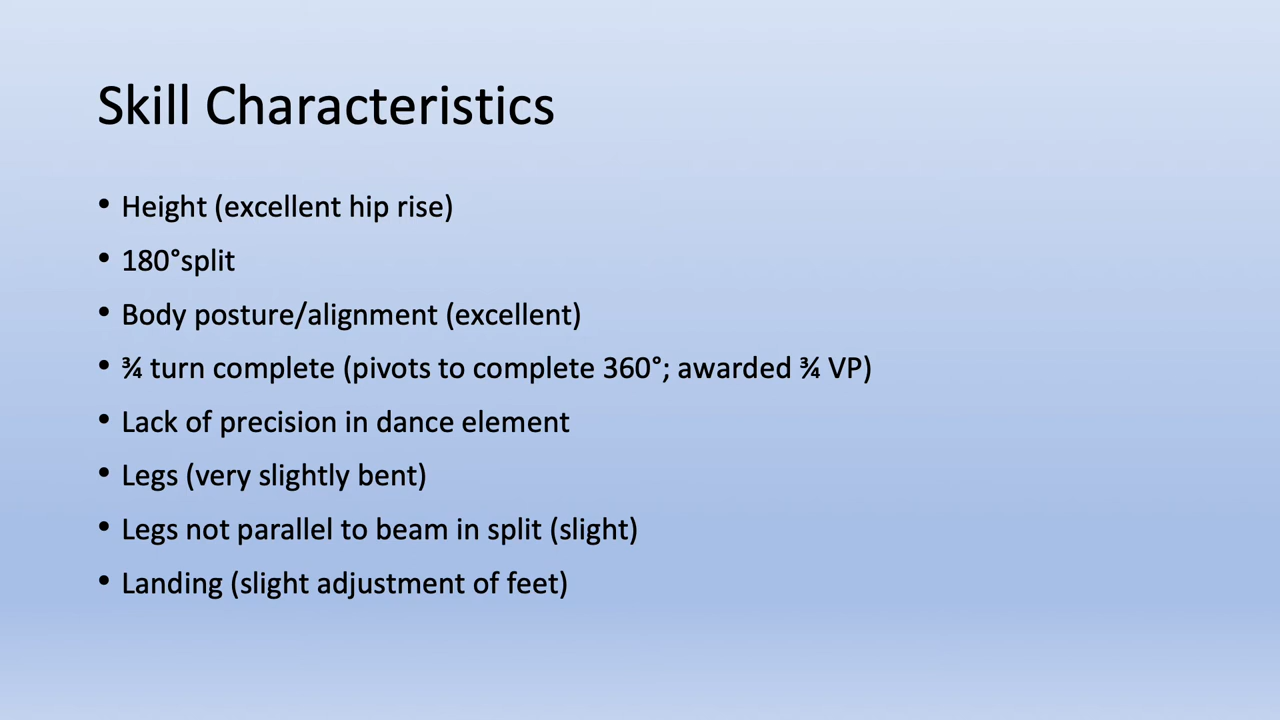 Skill Characteristics
• Height (excellent hip rise)
• 180°split
• Body posture/alignment (excellent)
• ¾ turn complete (pivots to complete 360°; awarded ¾ VP)
• Lack of precision in dance element
• Legs (very slightly bent)
• Legs not parallel to beam in split (slight)
• Landing (slight adjustment of feet)